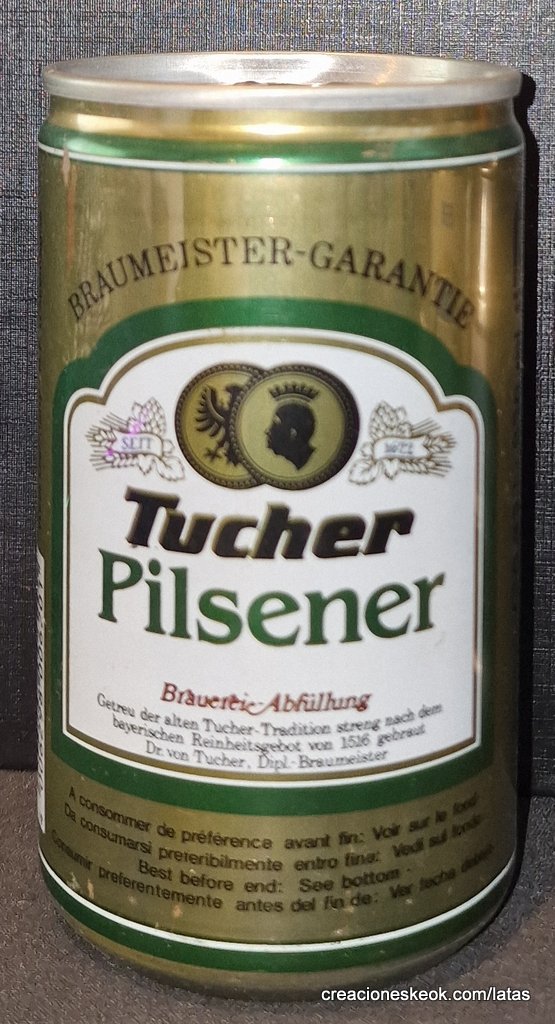 BRAUMEISTER-GARANTIE
SEIT 1672
Tucher
Pilsener
Brauerei-Abfüllung
Getreu der alten Tucher-Tradition streng nach dem
bayerischen Reinheitsgebot von 1516 gebraut
Dr. von Tucher, Dipl.-Braumeister
A consommer de préférence avant fin: Voir sur le fond
Da consumarsi preteribilmente entro fine: Vedi sul fondo
Best before end: See bottom
Consumir preferentemente antes del fin de: Ver fecha
creacioneskeok.com/latas